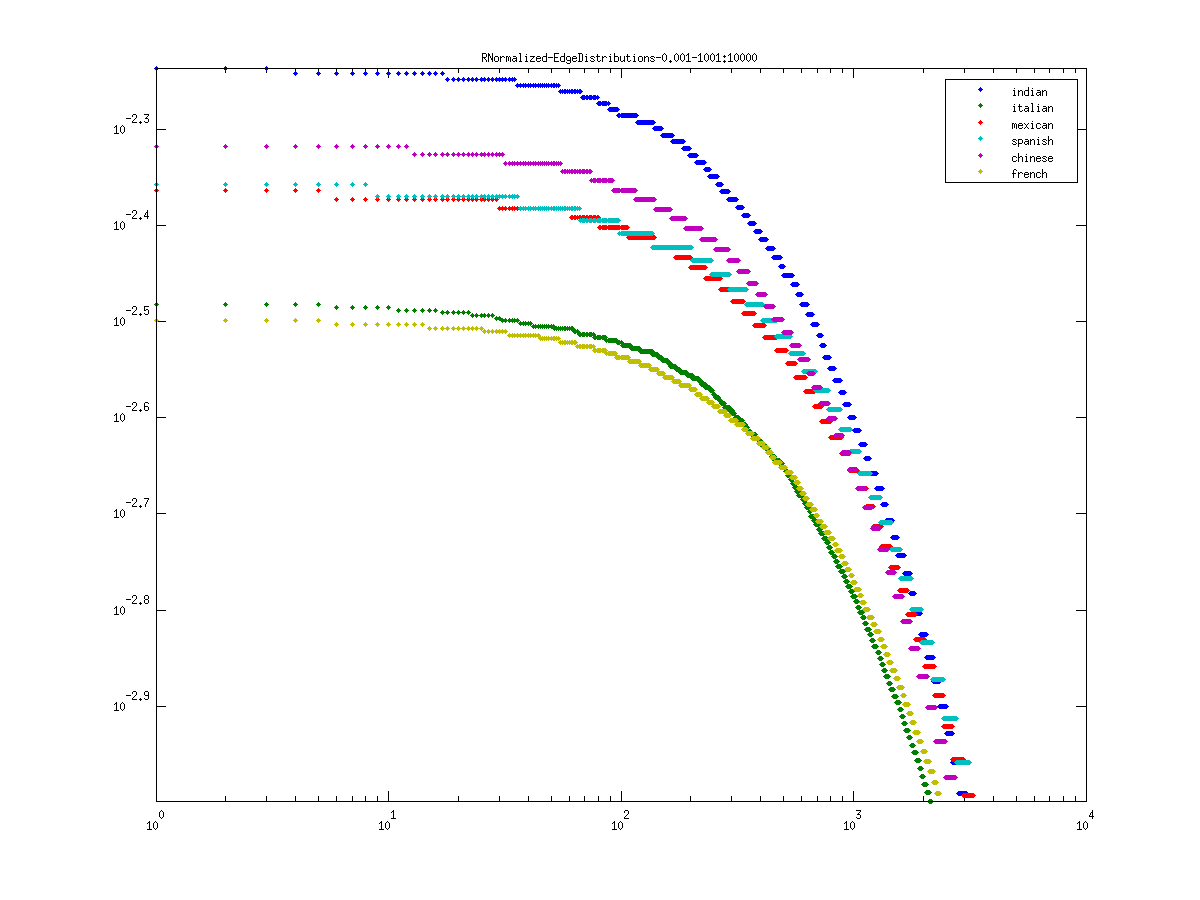 RNormalized-EdgeDistributions-0.001-1001:10000
indian
italian
mexican
spanish
chinese
french
10^-2.3
10^-2.4
10^-2.5
10^-2.6
10^-2.7
10^-2.8
10^-2.9
10^0 10^1 10^2 10^3 10^4